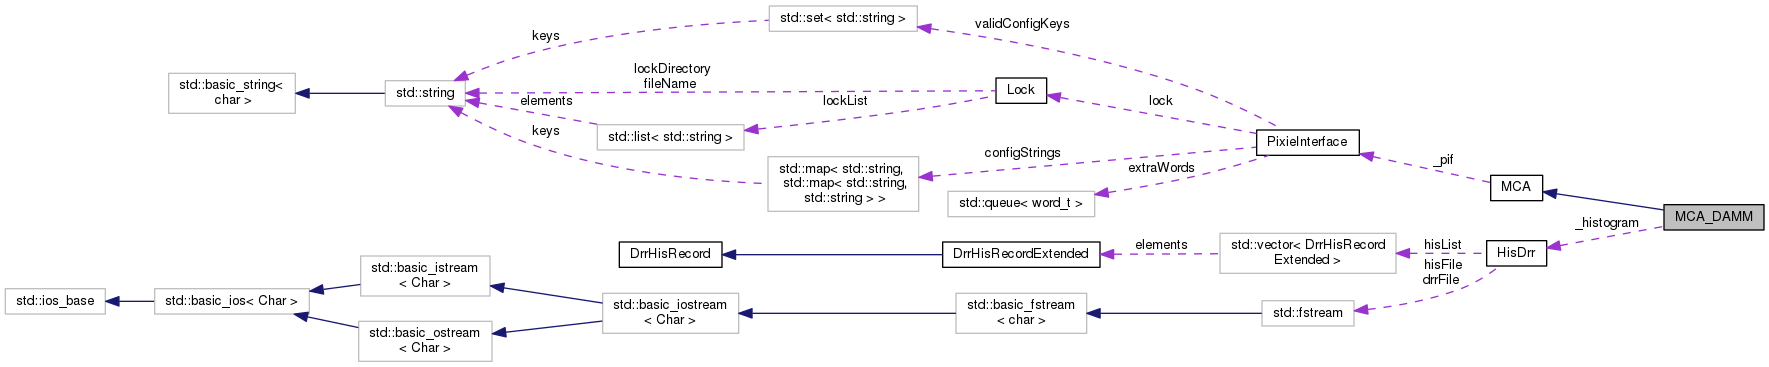 std::set< std::string >
validConfigKeys
keys
lockDirectory
fileName
std::basic_string<
char >
std::string
Lock
elements
lockList
lock
keys
std::list< std::string >
PixieInterface
configStrings
_pif
std::map< std::string,
std::map< std::string,
std::string > >
extraWords
MCA
std::queue< word_t >
MCA_DAMM
_histogram
DrrHisRecord
DrrHisRecordExtended
elements
std::vector< DrrHisRecord
Extended >
hisList
HisDrr
hisFile
drrFile
std::basic_istream
< Char >
std::ios_base
std::basic_ios< Char >
std::basic_iostream
< Char >
std::basic_fstream
< char >
std::fstream
std::basic_ostream
< Char >